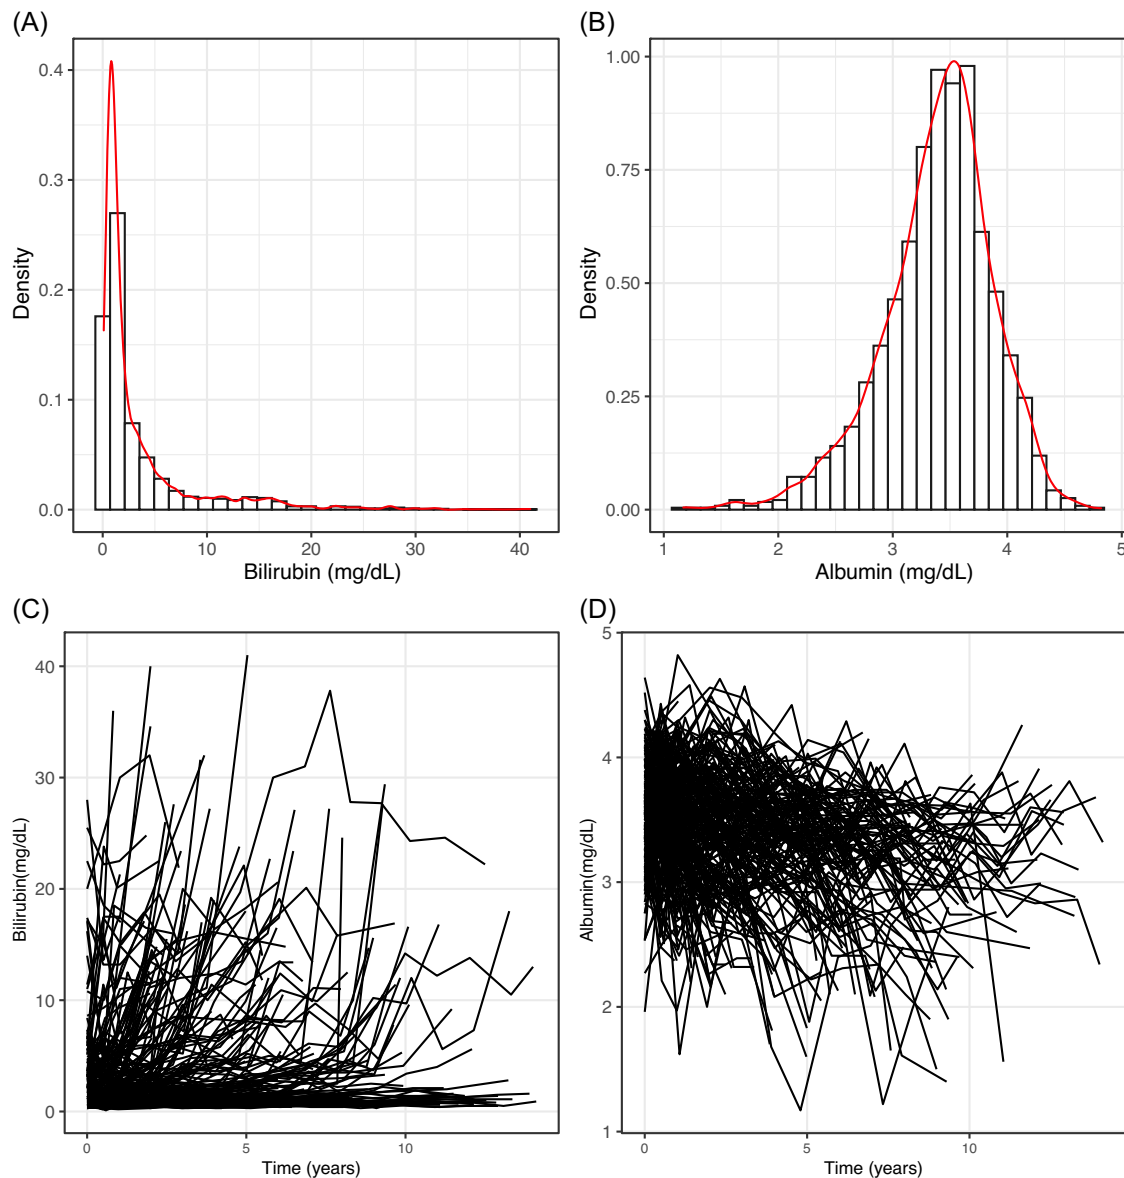 (A)
0.4
0.3
0.2
0.1
0.0
Density
0 10 20 30 40
Bilirubin (mg/dL)
(B)
1.00
0.75
0.50
0.25
0.00
Density
1 2 3 4 5
Albumin (mg/dL)
(C)
40
30
20
10
0
Bilirubin(mg/dL)
0 5 10
Time (years)
(D)
5
4
3
2
1
Albumin(mg/dL)
0 5 10
Time (years)